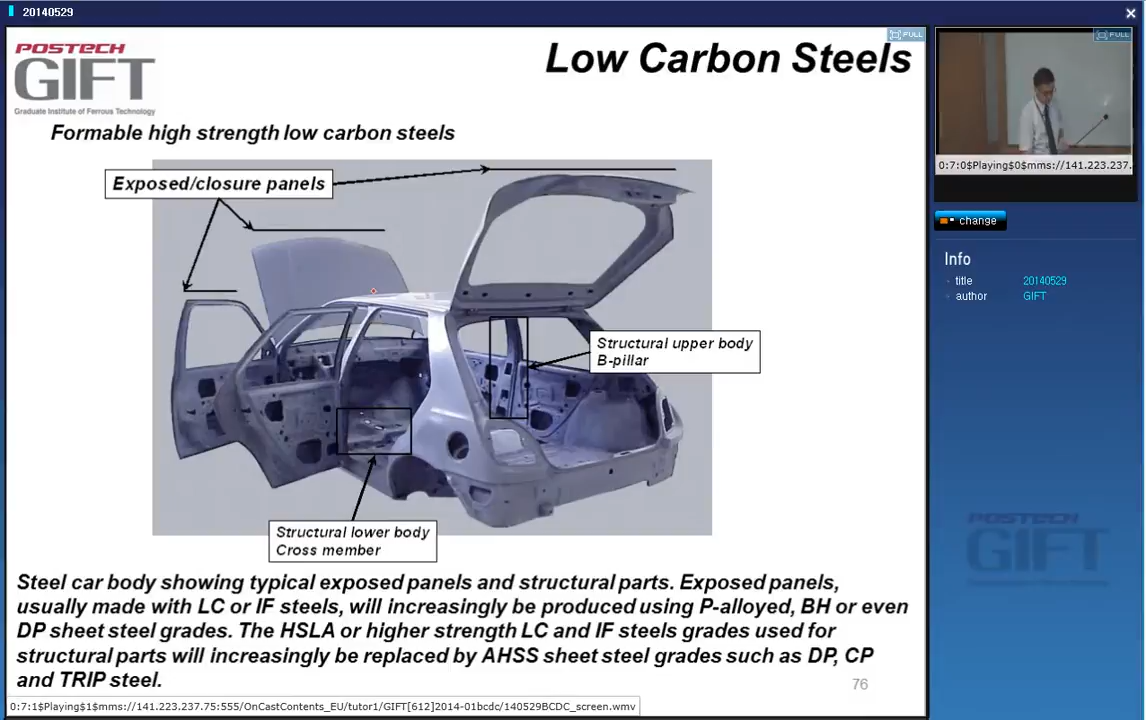 20140529
POSTECH
GIFT
Graduate Institute of Ferrous Technology
FULL
Low Carbon Steels
Formable high strength low carbon steels
Exposed/closure panels
Structural upper body
B-pillar
Structural lower body
Cross member
Steel car body showing typical exposed panels and structural parts. Exposed panels,
usually made with LC or IF steels, will increasingly be produced using P-alloyed, BH or even
DP sheet steel grades. The HSLA or higher strength LC and IF steels grades used for
structural parts will increasingly be replaced by AHSS sheet steel grades such as DP, CP
and TRIP steel.
76
0:7:1$Playing$1$mms://141.223.237.75:555/OnCastContents_EU/tutor1/GIFT[612]2014-01bcdc/140529BCDC_screen.wmv
FULL
0:7:0$Playing$0$mms://141.223.237.
change
Info
title 20140529
author GIFT
POSTECH
GIFT